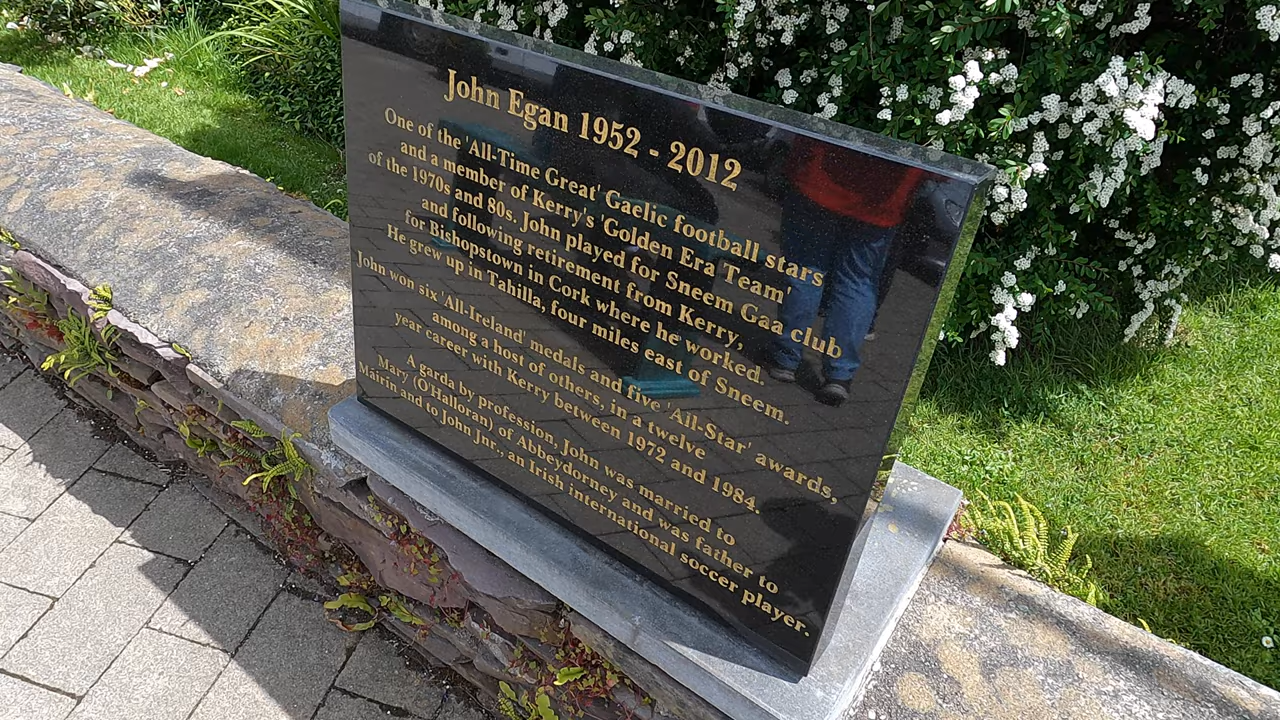 John Egan 1952 - 2012
One of the 'All-Time Great' Gaelic football stars
and a member of Kerry's 'Golden Era Team'
of the 1970s and 80s. John played for Sneem Gaa club
and following retirement from Kerry,
for Bishopstown in Cork where he worked.
He grew up in Tahilla, four miles east of Sneem.
John won six 'All-Ireland' medals and five 'All-Star' awards,
among a host of others, in a twelve
year career with Kerry between 1972 and 1984.
A garda by profession, John was married to
Mary (O'Halloran) of Abbeydorney and was father to
Máirín and to John Jnr., an Irish international soccer player.